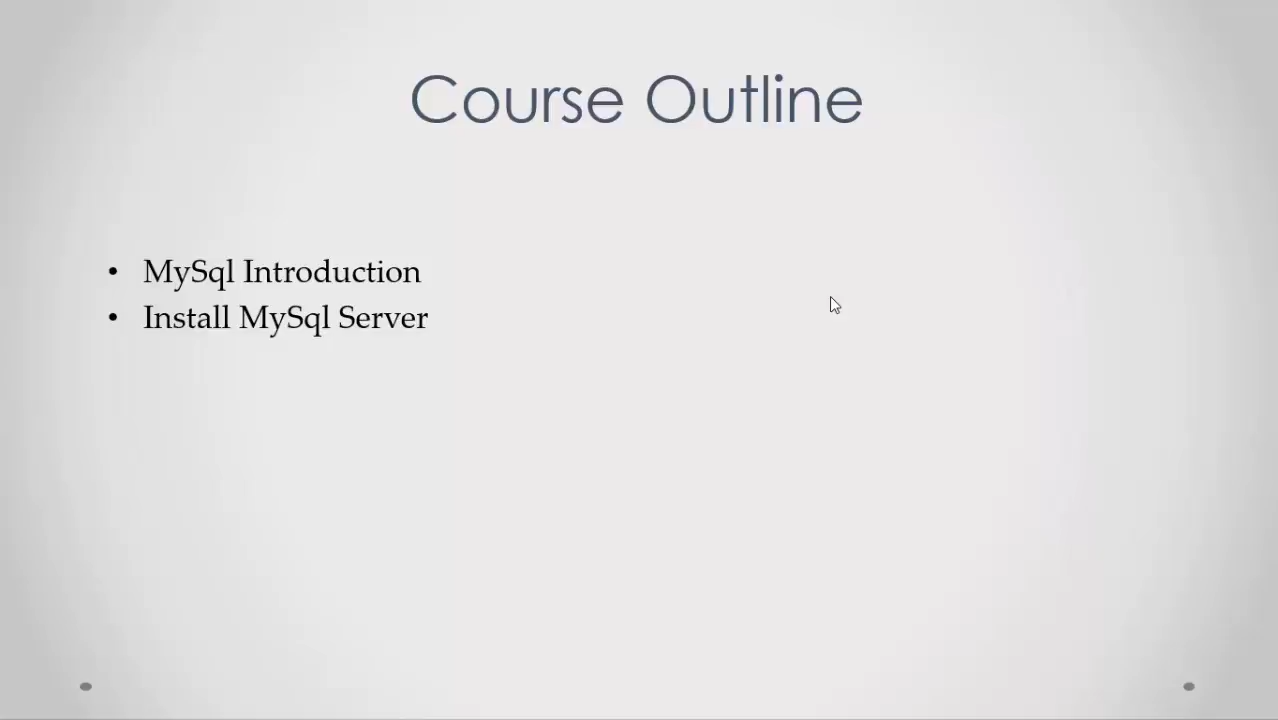 Course Outline
• MySql Introduction
• Install MySql Server